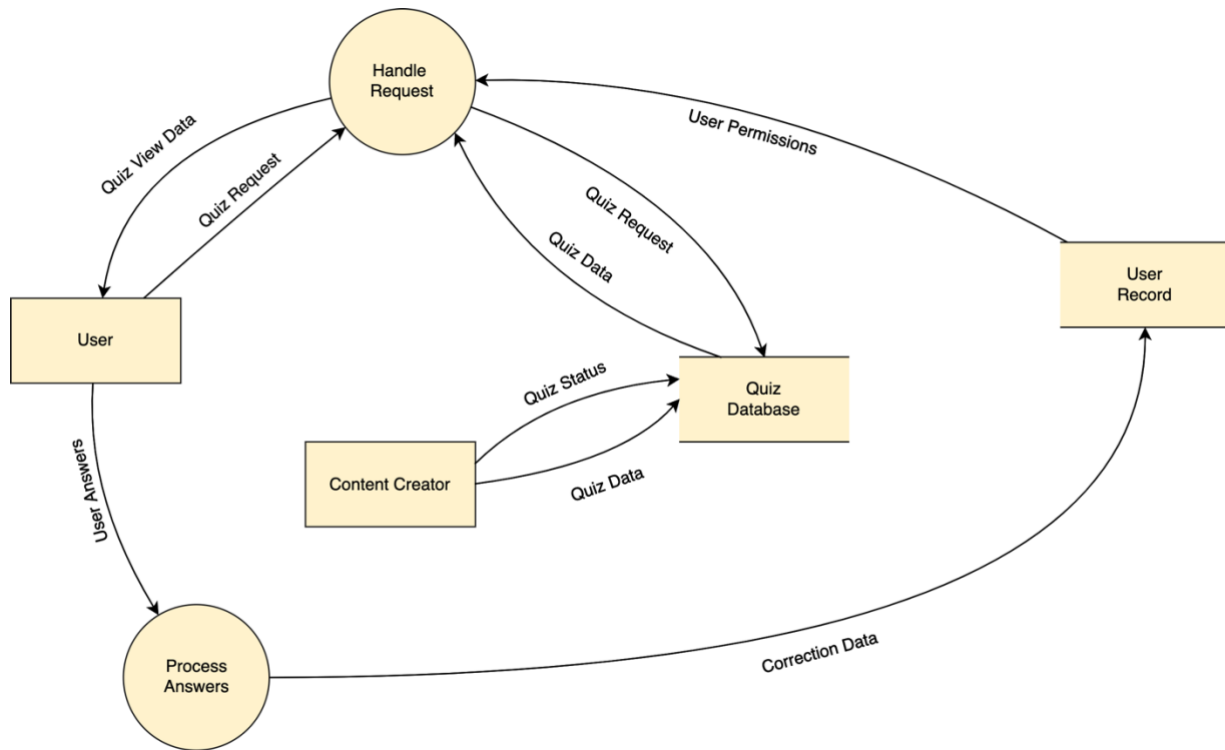 Handle
Request
Quiz View Data
Quiz Request
User Permissions
Quiz Request
Quiz Data
User
Record
User
Quiz Status
Quiz
Database
Content Creator
Quiz Data
User Answers
Process
Answers
Correction Data